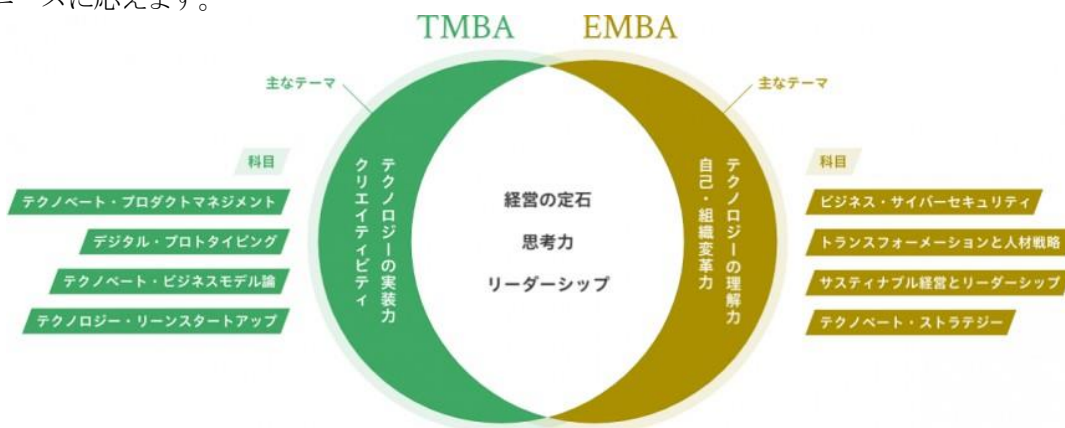 ニーズに応えます。
TMBA
EMBA
主なテーマ
主なテーマ
科目
テクノベート・プロダクトマネジメント
デジタル・プロトタイピング
テクノベート・ビジネスモデル論
テクノロジー・リーンスタートアップ
テクノロジーの実装力
クリエイティビティ
経営の定石
思考力
リーダーシップ
テクノロジーの理解力
自己・組織変革力
科目
ビジネス・サイバーセキュリティ
トランスフォーメーションと人材戦略
サスティナブル経営とリーダーシップ
テクノベート・ストラテジー